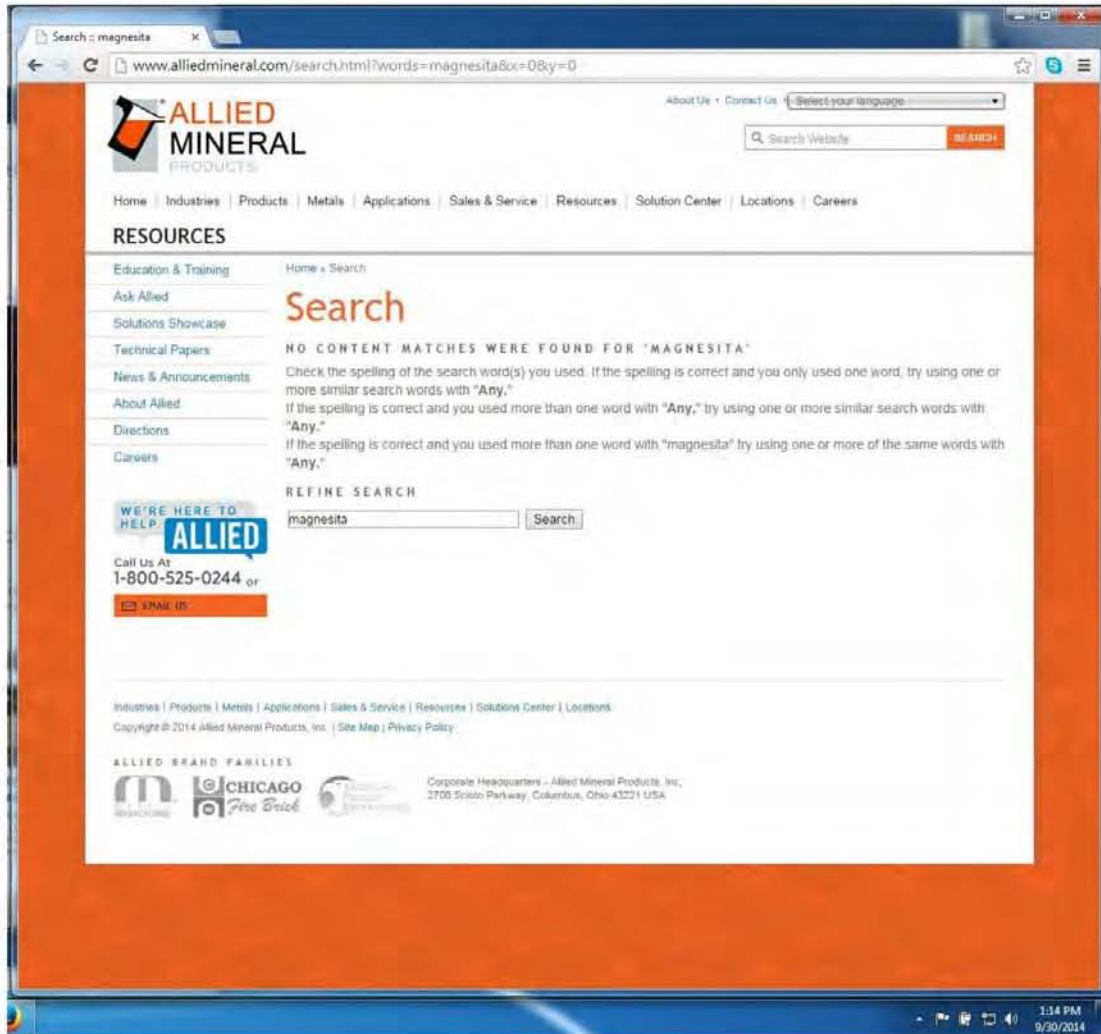 Search :: magnesita
www.alliedmineral.com/search.html?words=magnesita&x=0&y=0
ALLIED
MINERAL
PRODUCTS
About Us • Contact Us • Select your language
Search Website
SEARCH
Home | Industries | Products | Metals | Applications | Sales & Service | Resources | Solution Center | Locations | Careers
RESOURCES
Education & Training
Ask Allied
Solutions Showcase
Technical Papers
News & Announcements
About Allied
Directions
Careers
WE'RE HERE TO
HELP
ALLIED
Call Us At
1-800-525-0244 or
EMAIL US
Home » Search
Search
NO CONTENT MATCHES WERE FOUND FOR 'MAGNESITA'
Check the spelling of the search word(s) you used. If the spelling is correct and you only used one word, try using one or
more similar search words with "Any."
If the spelling is correct and you used more than one word with "Any," try using one or more similar search words with
"Any."
If the spelling is correct and you used more than one word with "magnesita" try using one or more of the same words with
"Any."
REFINE SEARCH
magnesita
Search
Industries | Products | Metals | Applications | Sales & Service | Resources | Solutions Center | Locations
Copyright © 2014 Allied Mineral Products, Inc. | Site Map | Privacy Policy
ALLIED BRAND FAMILIES
CHICAGO
Fire Brick
Corporate Headquarters - Allied Mineral Products, Inc.
2700 Scioto Parkway, Columbus, Ohio 43221 USA
1:14 PM
9/30/2014